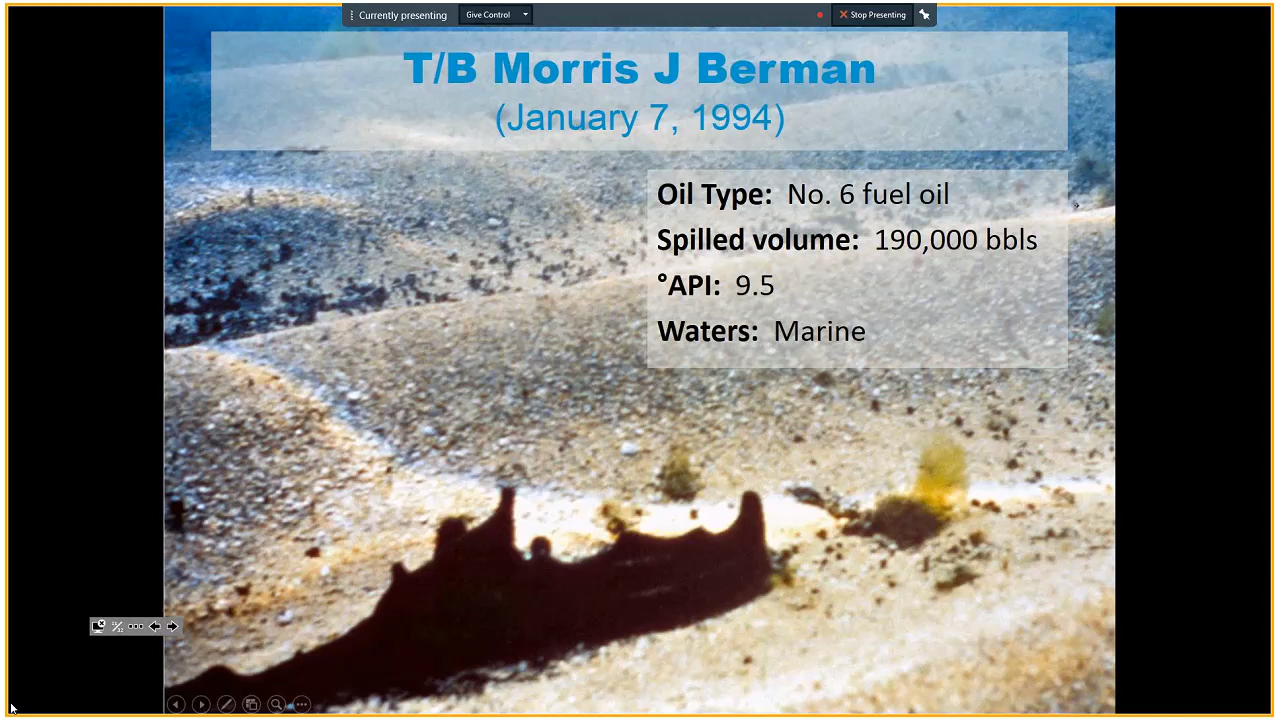 Currently presenting
Give Control
Stop Presenting
T/B Morris J Berman
(January 7, 1994)
Oil Type: No. 6 fuel oil
Spilled volume: 190,000 bbls
°API: 9.5
Waters: Marine